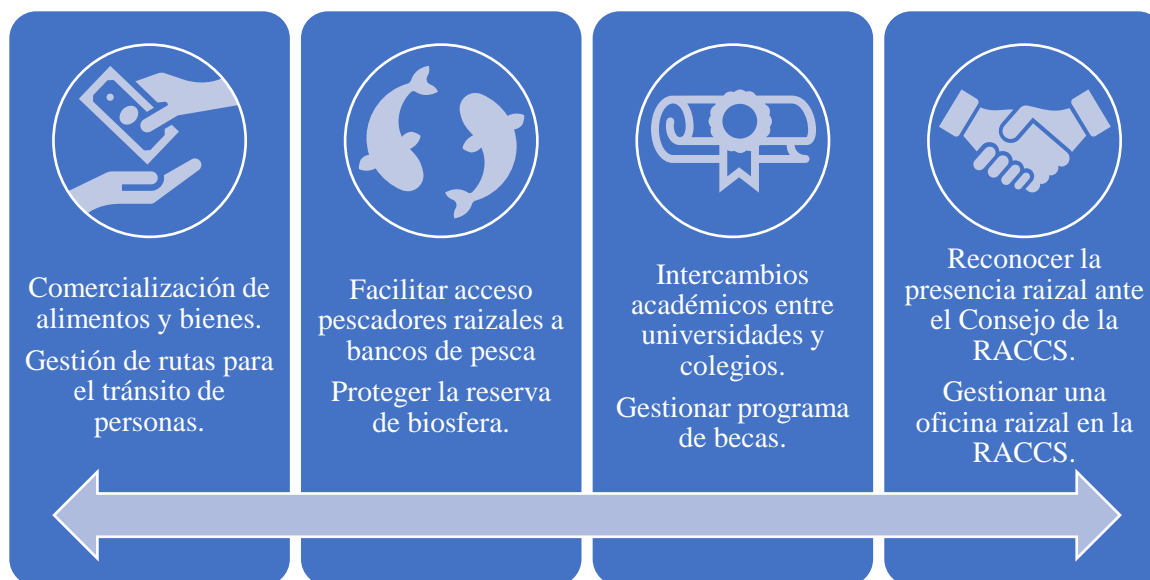 Comercialización de
alimentos y bienes.
Gestión de rutas para
el tránsito de
personas.
Facilitar acceso
pescadores raizales a
bancos de pesca
Proteger la reserva
de biosfera.
Intercambios
académicos entre
universidades y
colegios.
Gestionar programa
de becas.
Reconocer la
presencia raizal ante
el Consejo de la
RACCS.
Gestionar una
oficina raizal en la
RACCS.